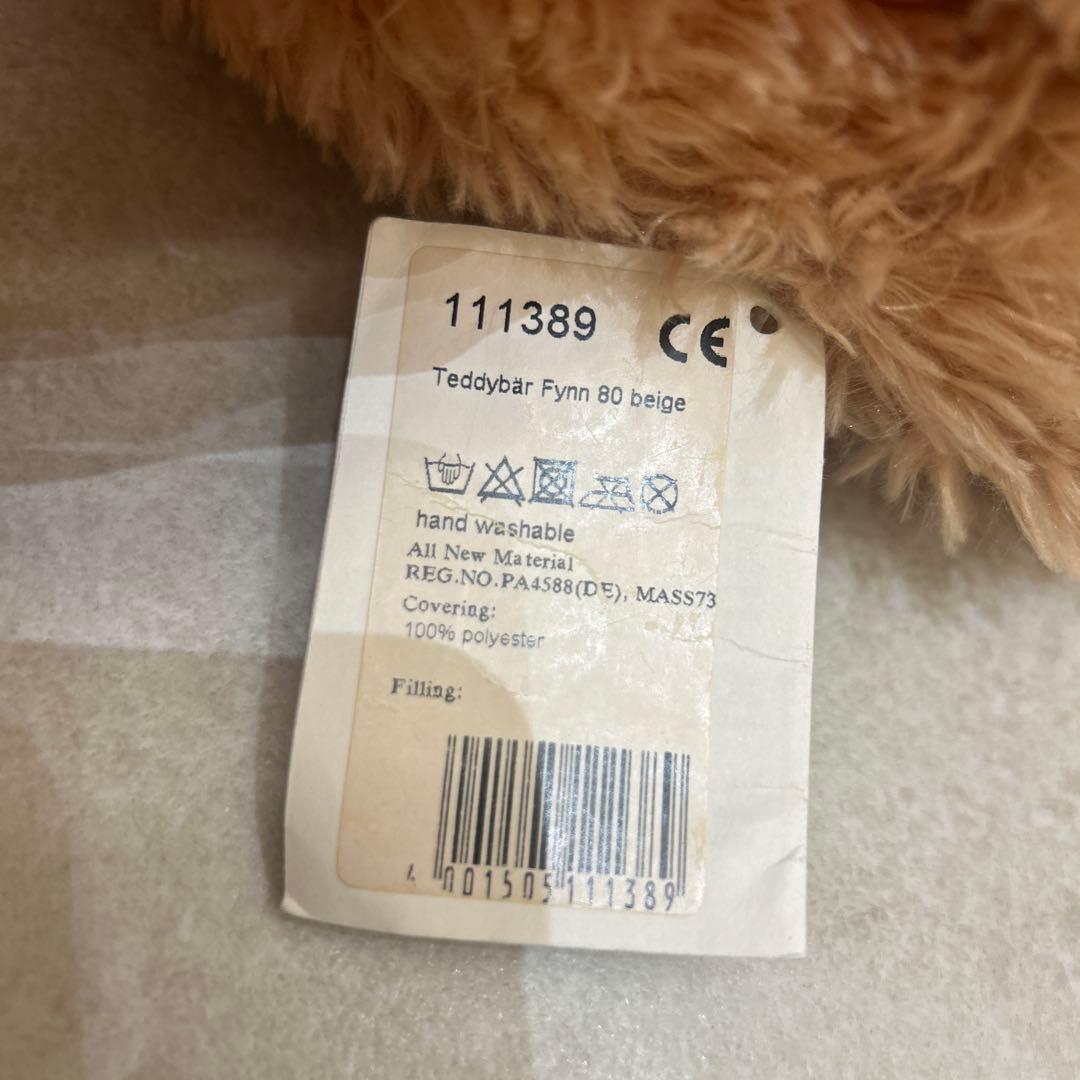 111389 CE
Teddybär Fynn 80 beige
hand washable
All New Material
REG.NO.PA4588(DE), MASS73
Covering:
100% polyester
Filling:
4 001505 111389